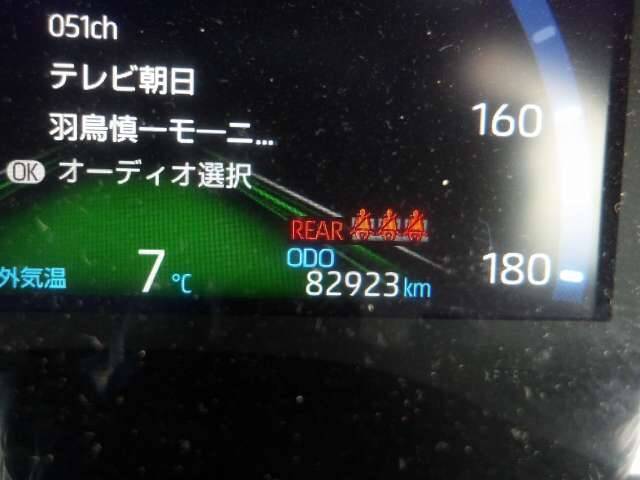 051ch
テレビ朝日
羽鳥慎一モーニ...
OK オーディオ選択
160
REAR
ODO
外気温 7 ℃
82923 km
180